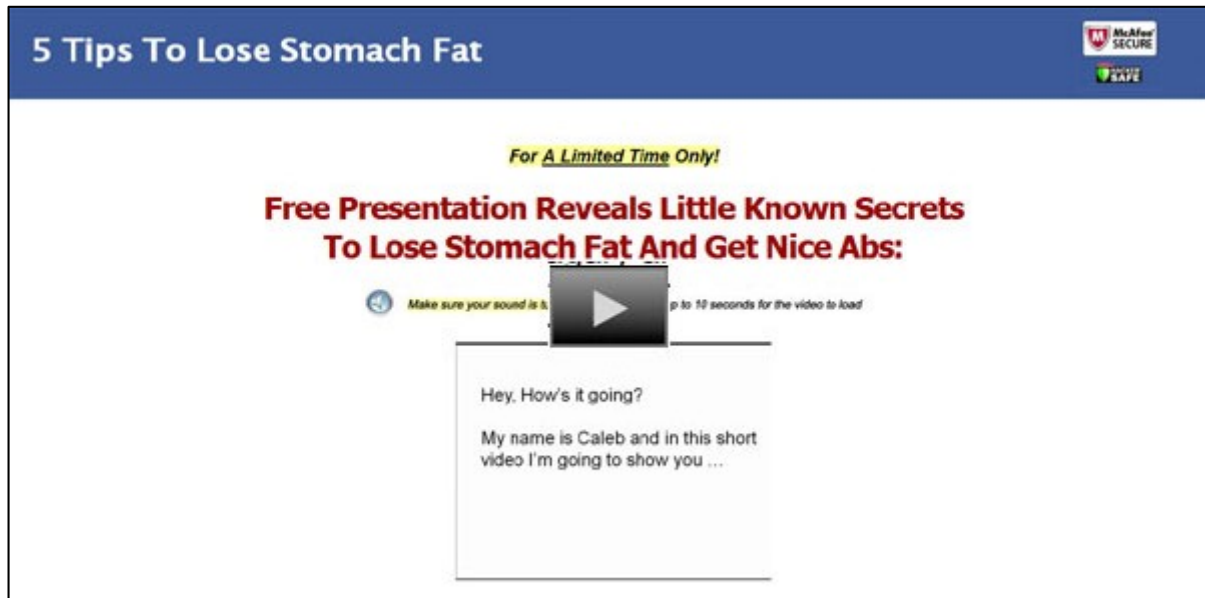 5 Tips To Lose Stomach Fat
McAfee
SECURE
HACKER
SAFE
For A Limited Time Only!
Free Presentation Reveals Little Known Secrets
To Lose Stomach Fat And Get Nice Abs:
Make sure your sound is p to 10 seconds for the video to load
Hey, How's it going?
My name is Caleb and in this short
video I'm going to show you ...